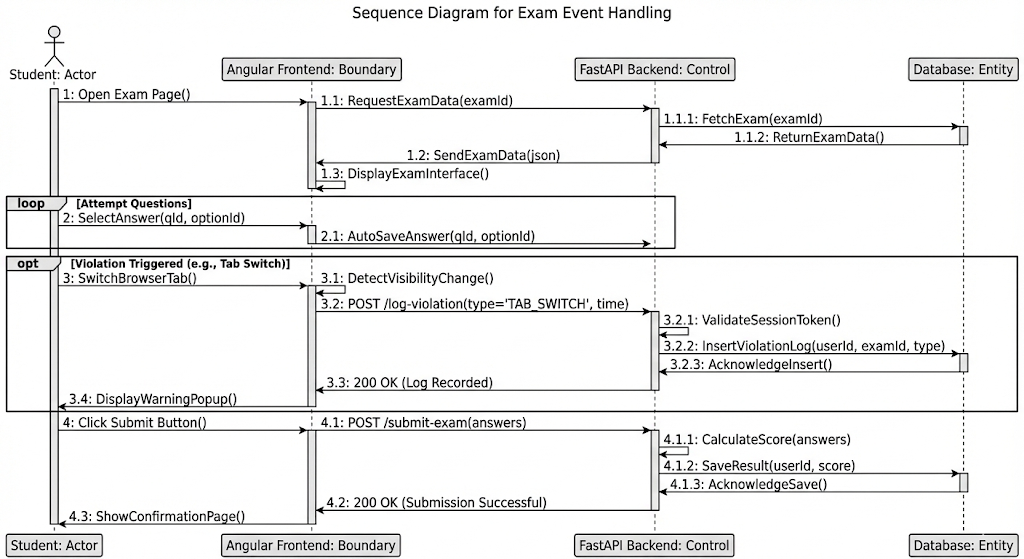 Sequence Diagram for Exam Event Handling
Student: Actor
Angular Frontend: Boundary
FastAPI Backend: Control
Database: Entity
1: Open Exam Page()
1.1: RequestExamData(examId)
1.1.1: FetchExam(examId)
1.1.2: ReturnExamData()
1.2: SendExamData(json)
1.3: DisplayExamInterface()
loop
[Attempt Questions]
2: SelectAnswer(qId, optionId)
2.1: AutoSaveAnswer(qId, optionId)
opt
[Violation Triggered (e.g., Tab Switch)]
3: SwitchBrowserTab()
3.1: DetectVisibilityChange()
3.2: POST /log-violation(type='TAB_SWITCH', time)
3.2.1: ValidateSessionToken()
3.2.2: InsertViolationLog(userId, examId, type)
3.2.3: AcknowledgeInsert()
3.3: 200 OK (Log Recorded)
3.4: DisplayWarningPopup()
4: Click Submit Button()
4.1: POST /submit-exam(answers)
4.1.1: CalculateScore(answers)
4.1.2: SaveResult(userId, score)
4.1.3: AcknowledgeSave()
4.2: 200 OK (Submission Successful)
4.3: ShowConfirmationPage()
Student: Actor
Angular Frontend: Boundary
FastAPI Backend: Control
Database: Entity